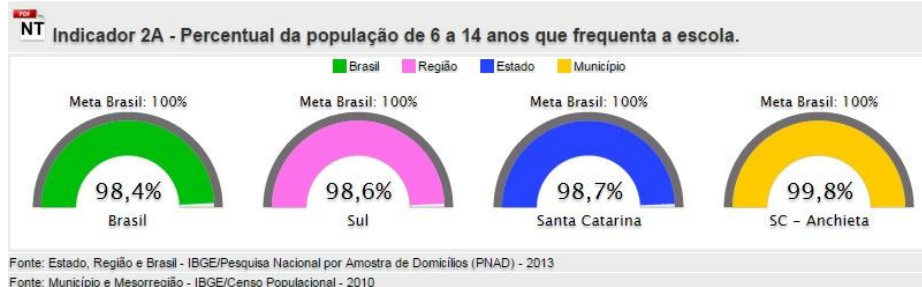 PDF
NT Indicador 2A - Percentual da população de 6 a 14 anos que frequenta a escola.
Brasil Região Estado Município
Meta Brasil: 100% Meta Brasil: 100% Meta Brasil: 100% Meta Brasil: 100%
98,4% 98,6% 98,7% 99,8%
Brasil Sul Santa Catarina SC - Anchieta
Fonte: Estado, Região e Brasil - IBGE/Pesquisa Nacional por Amostra de Domicílios (PNAD) - 2013
Fonte: Município e Mesorregião - IBGE/Censo Populacional - 2010